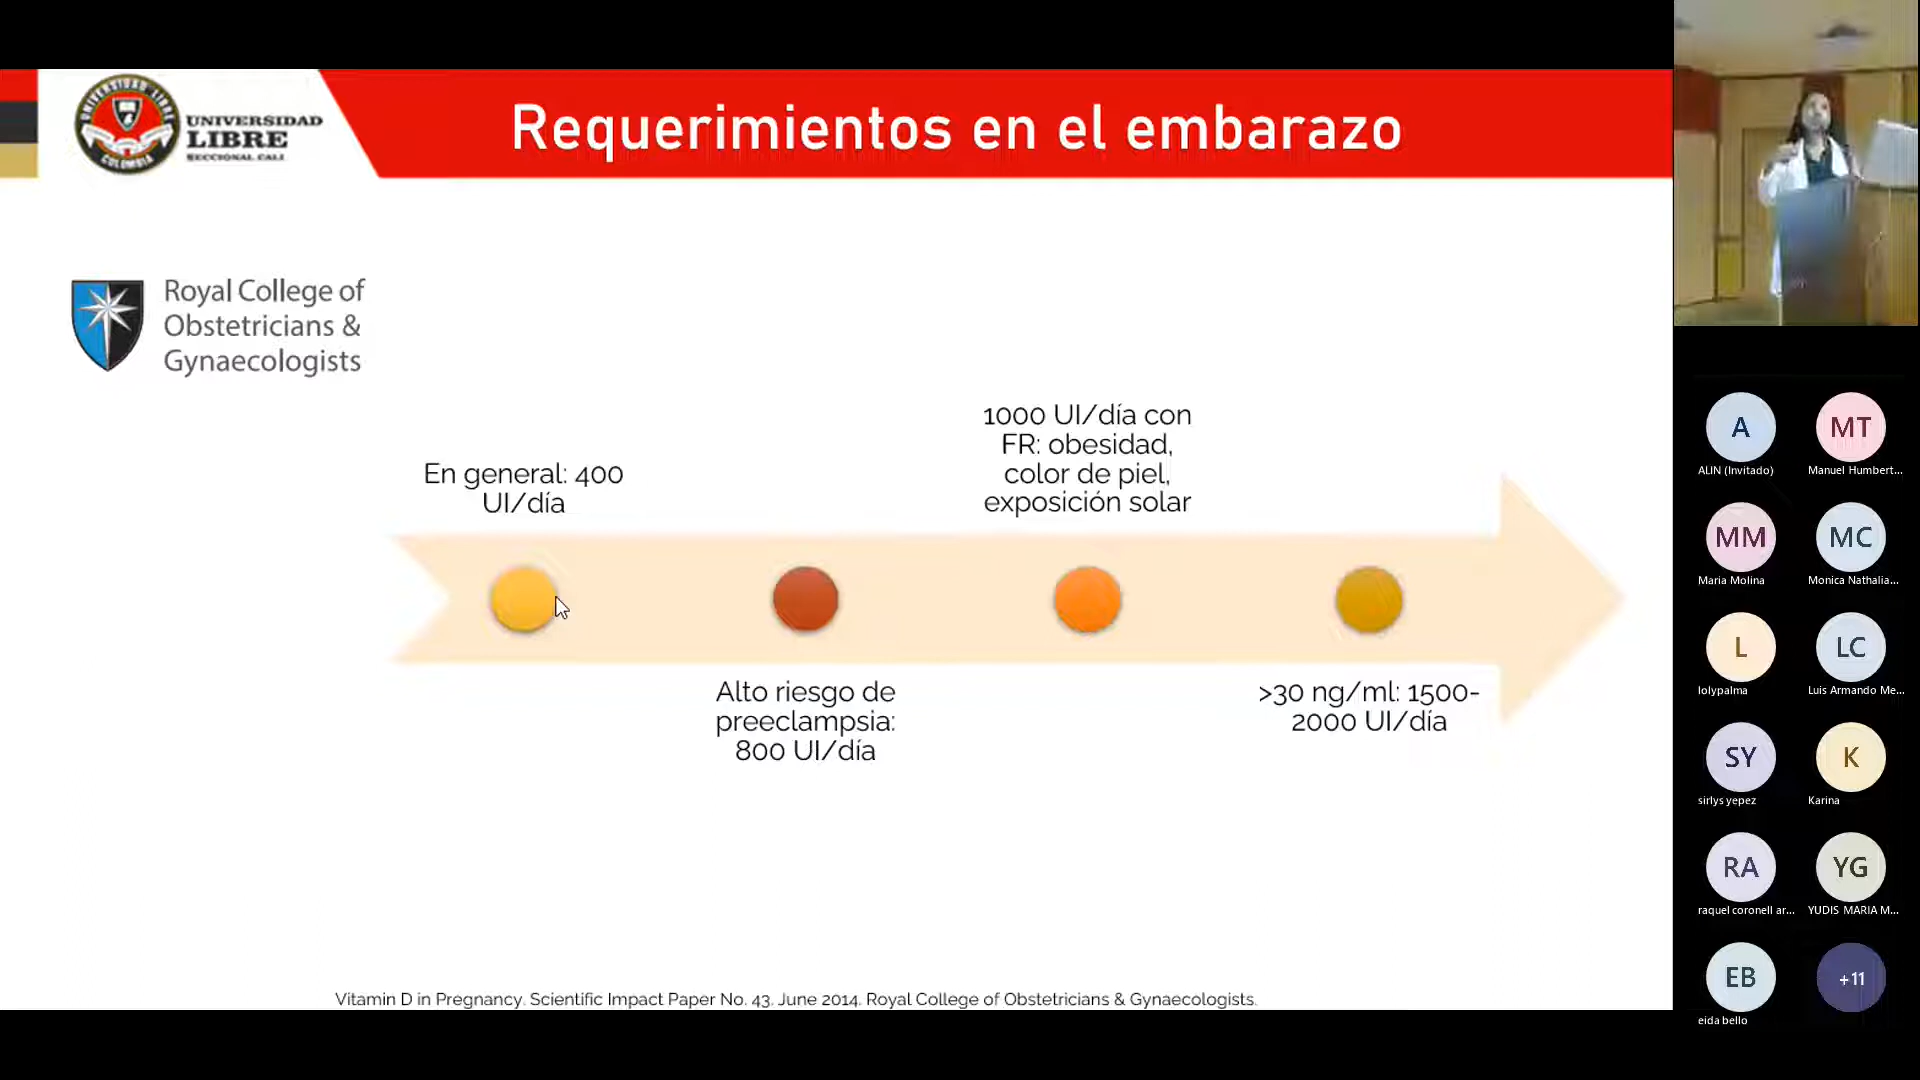 UNIVERSIDAD LIBRE
COLOMBIA
UNIVERSIDAD
LIBRE
SECCIONAL CALI
Requerimientos en el embarazo
Royal College of
Obstetricians &
Gynaecologists
En general: 400
UI/día
Alto riesgo de
preeclampsia:
800 UI/día
1000 UI/día con
FR: obesidad,
color de piel,
exposición solar
>30 ng/ml: 1500-
2000 UI/día
Vitamin D in Pregnancy. Scientific Impact Paper No. 43. June 2014. Royal College of Obstetricians & Gynaecologists.
A
ALIN (Invitado)
MT
Manuel Humbert...
MM
Maria Molina
MC
Monica Nathalia...
L
lolypalma
LC
Luis Armando Me...
SY
sirlys yepez
K
Karina
RA
raquel coronell ar...
YG
YUDIS MARIA M...
EB
eida bello
+11